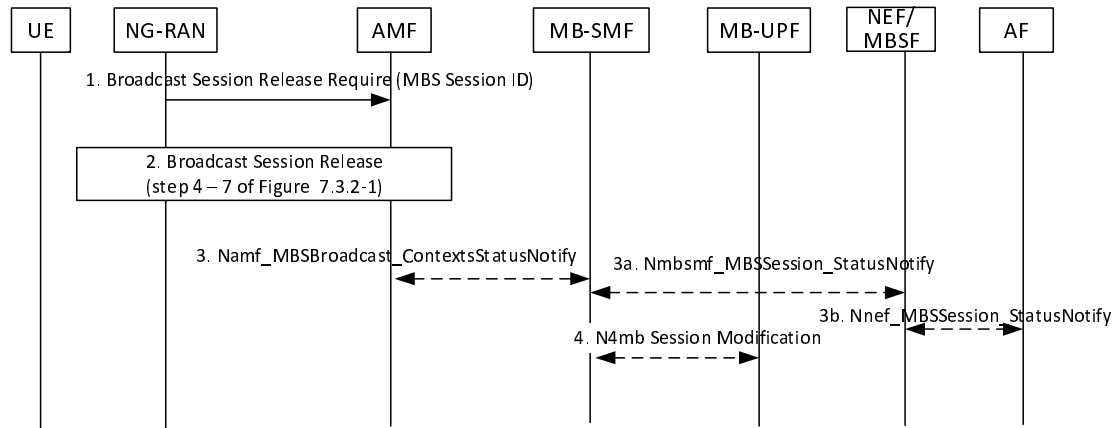 UE
NG-RAN
AMF
MB-SMF
MB-UPF
NEF/
MBSF
AF
1. Broadcast Session Release Require (MBS Session ID)
2. Broadcast Session Release
(step 4 – 7 of Figure 7.3.2-1)
3. Namf_MBSBroadcast_ContextsStatusNotify
3a. Nmbsmf_MBSSession_StatusNotify
3b. Nnef_MBSSession_StatusNotify
4. N4mb Session Modification